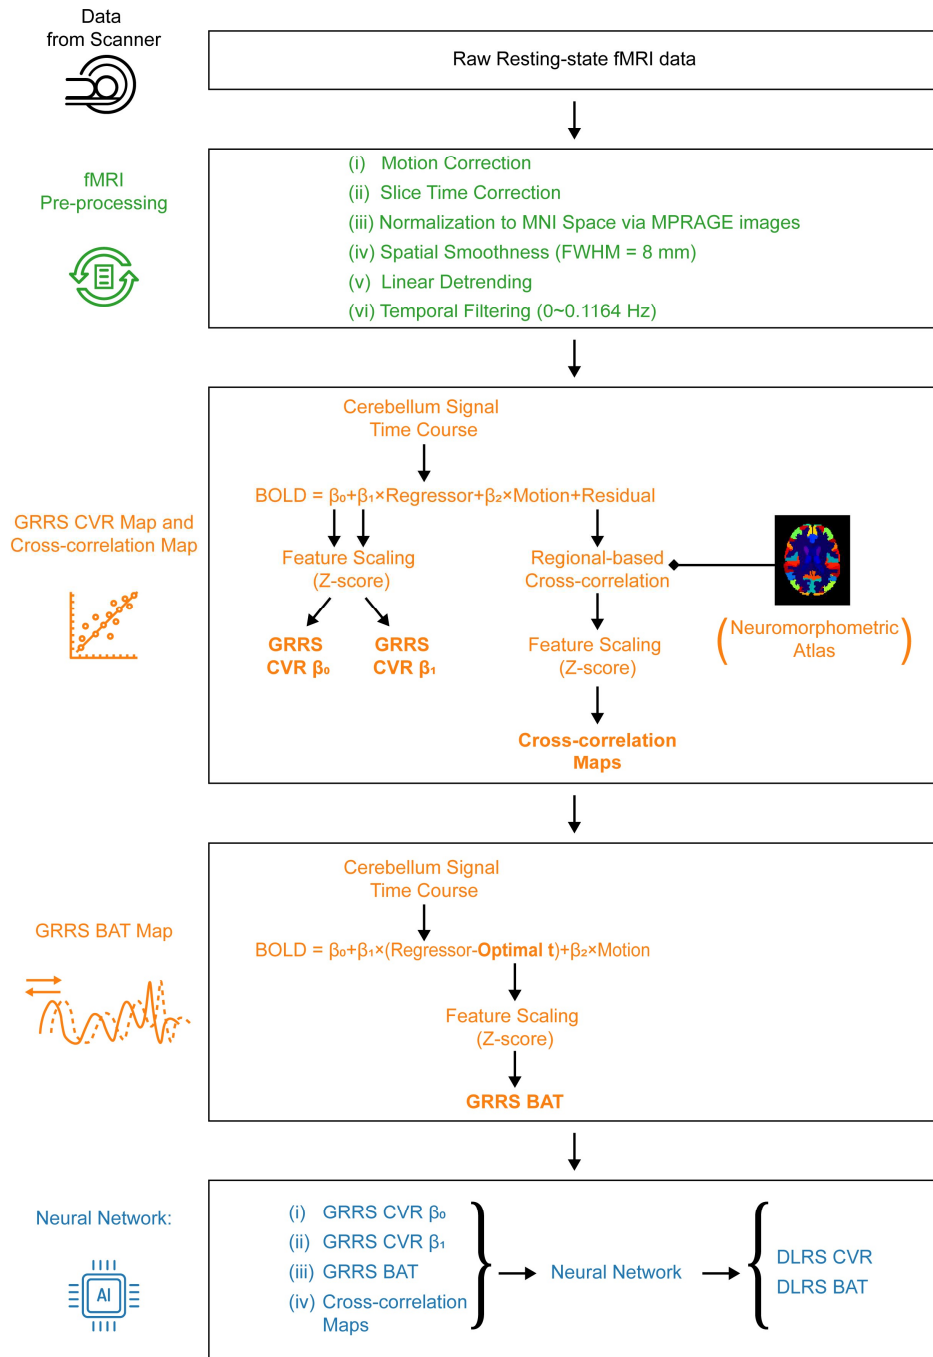 Data
from Scanner
Raw Resting-state fMRI data
fMRI
Pre-processing
(i) Motion Correction
(ii) Slice Time Correction
(iii) Normalization to MNI Space via MPRAGE images
(iv) Spatial Smoothness (FWHM = 8 mm)
(v) Linear Detrending
(vi) Temporal Filtering (0~0.1164 Hz)
GRRS CVR Map and
Cross-correlation Map
Cerebellum Signal
Time Course
BOLD = β₀+β₁×Regressor+β₂×Motion+Residual
Feature Scaling
(Z-score)
GRRS
CVR β₀
GRRS
CVR β₁
Regional-based
Cross-correlation
Feature Scaling
(Z-score)
Cross-correlation
Maps
(Neuromorphometric
Atlas)
GRRS BAT Map
Cerebellum Signal
Time Course
BOLD = β₀+β₁×(Regressor-Optimal t)+β₂×Motion
Feature Scaling
(Z-score)
GRRS BAT
Neural Network:
AI
(i) GRRS CVR β₀
(ii) GRRS CVR β₁
(iii) GRRS BAT
(iv) Cross-correlation
Maps
Neural Network
DLRS CVR
DLRS BAT